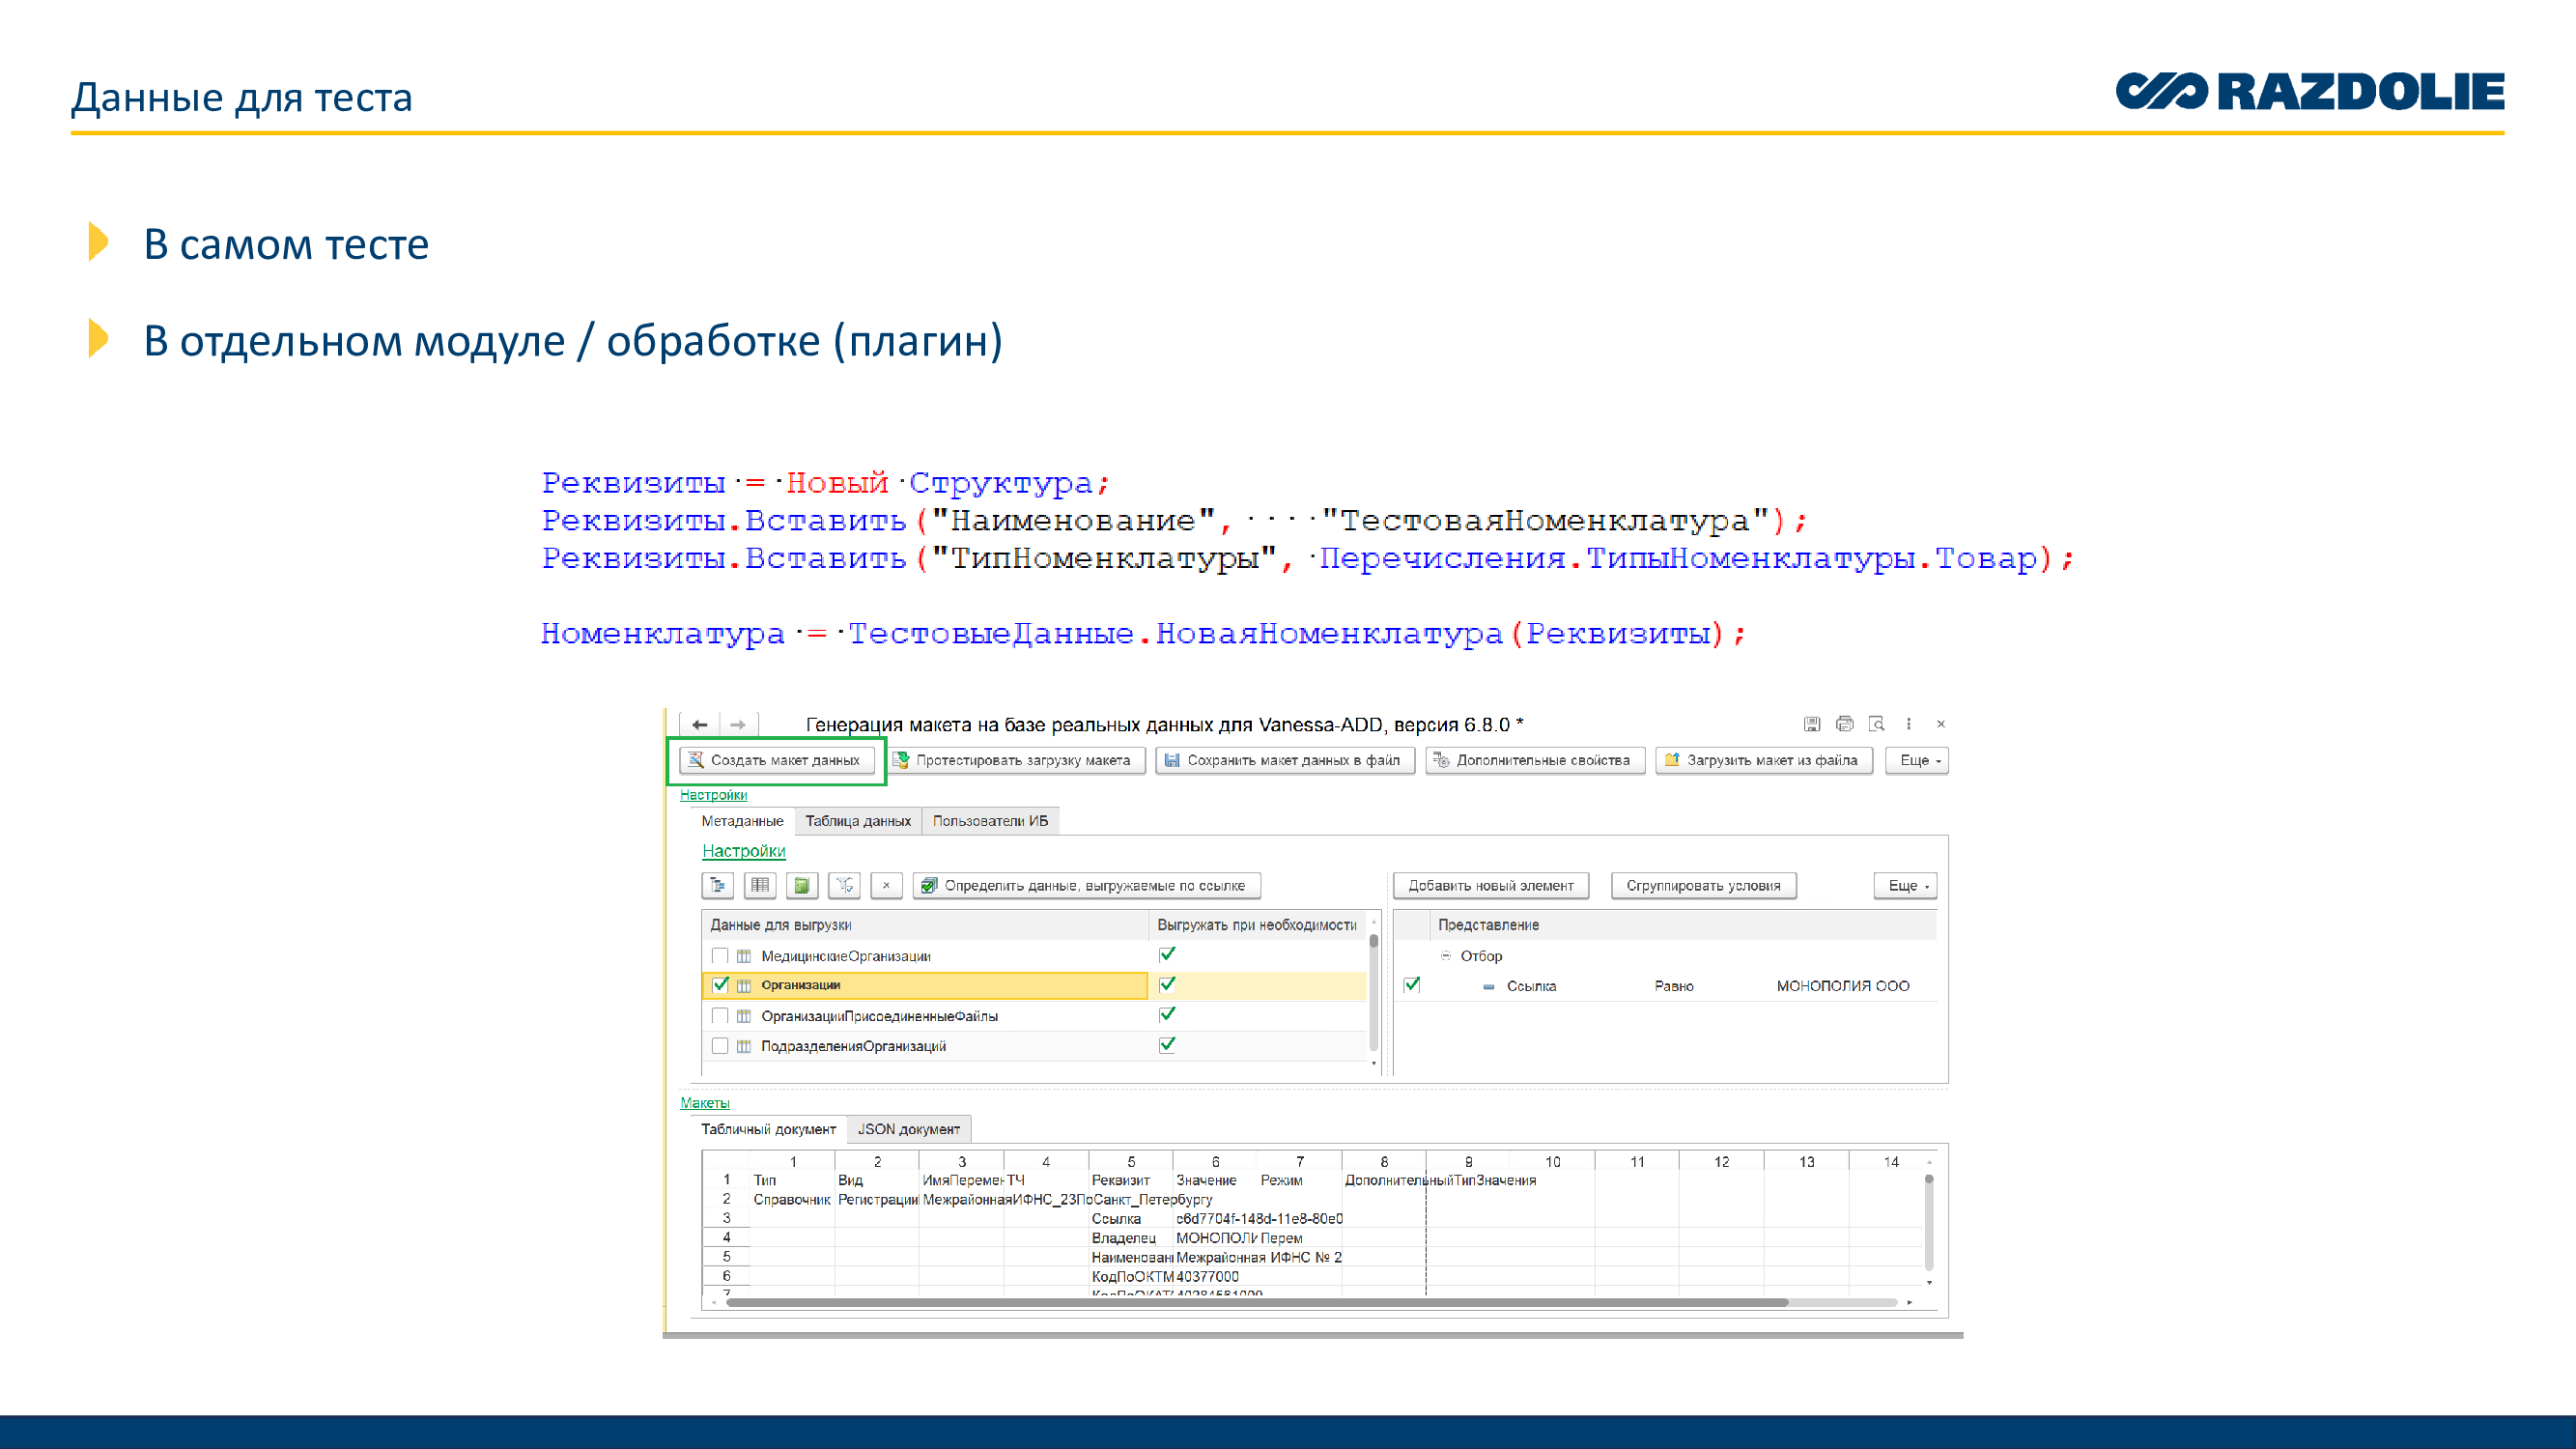 Данные для теста
RAZDOLIE
В самом тесте
В отдельном модуле / обработке (плагин)
Реквизиты = Новый Структура;
Реквизиты.Вставить("Наименование", "ТестоваяНоменклатура");
Реквизиты.Вставить("ТипНоменклатуры", Перечисления.ТипыНоменклатуры.Товар);
Номенклатура = ТестовыеДанные.НоваяНоменклатура(Реквизиты);
Генерация макета на базе реальных данных для Vanessa-ADD, версия 6.8.0 *
Создать макет данных Протестировать загрузку макета Сохранить макет данных в файл Дополнительные свойства Загрузить макет из файла Еще
Настройки
Метаданные Таблица данных Пользователи ИБ
Настройки
Определить данные, выгружаемые по ссылке Добавить новый элемент Сгруппировать условия Еще
Данные для выгрузки Выгружать при необходимости Представление
МедицинскиеОрганизации Отбор
Организации Ссылка Равно МОНОПОЛИЯ ООО
ОрганизацииПрисоединенныеФайлы
ПодразделенияОрганизаций
Макеты
Табличный документ JSON документ
1 2 3 4 5 6 7 8 9 10 11 12 13 14
1 Тип Вид ИмяПеремен ТЧ Реквизит Значение Режим ДополнительныйТипЗначения
2 Справочник Регистрации МежрайоннаяИФНС_23ПоСанкт_Петербургу
3 Ссылка c6d7704f-148d-11e8-80e0
4 Владелец МОНОПОЛИ Перем
5 Наименован Межрайонная ИФНС № 2
6 КодПоОКТМ 40377000
7